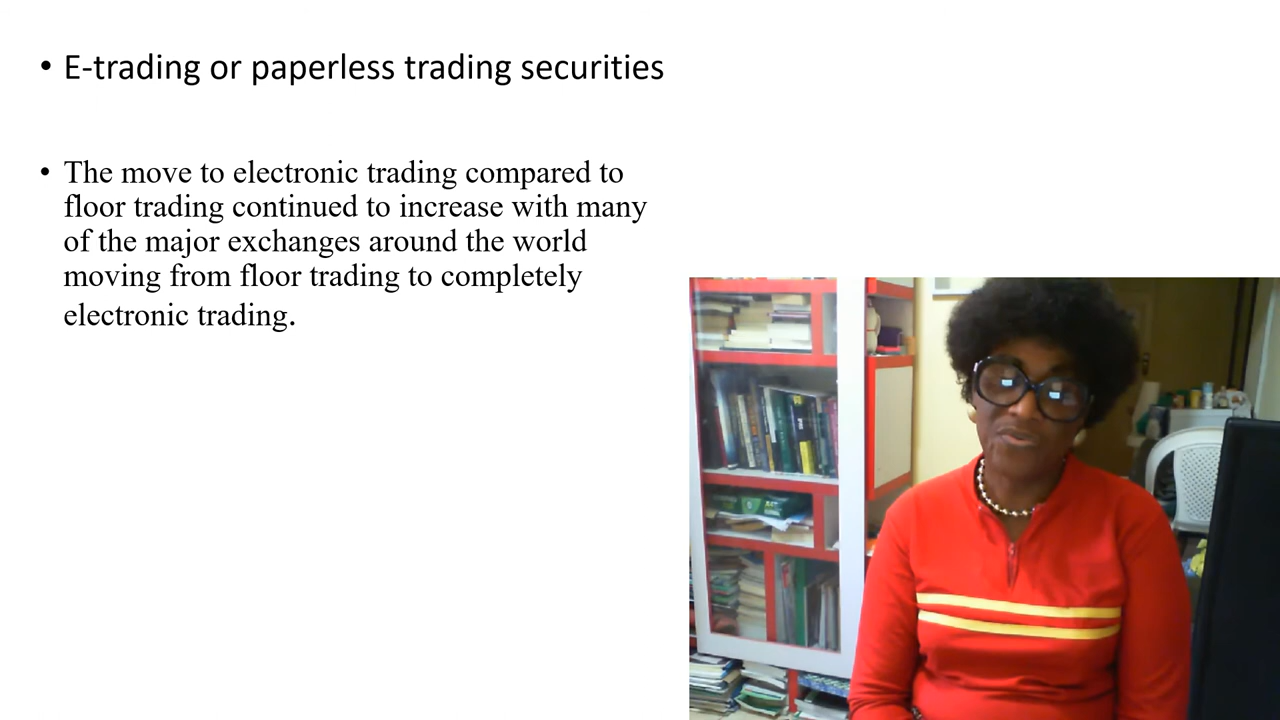 • E-trading or paperless trading securities
• The move to electronic trading compared to
floor trading continued to increase with many
of the major exchanges around the world
moving from floor trading to completely
electronic trading.